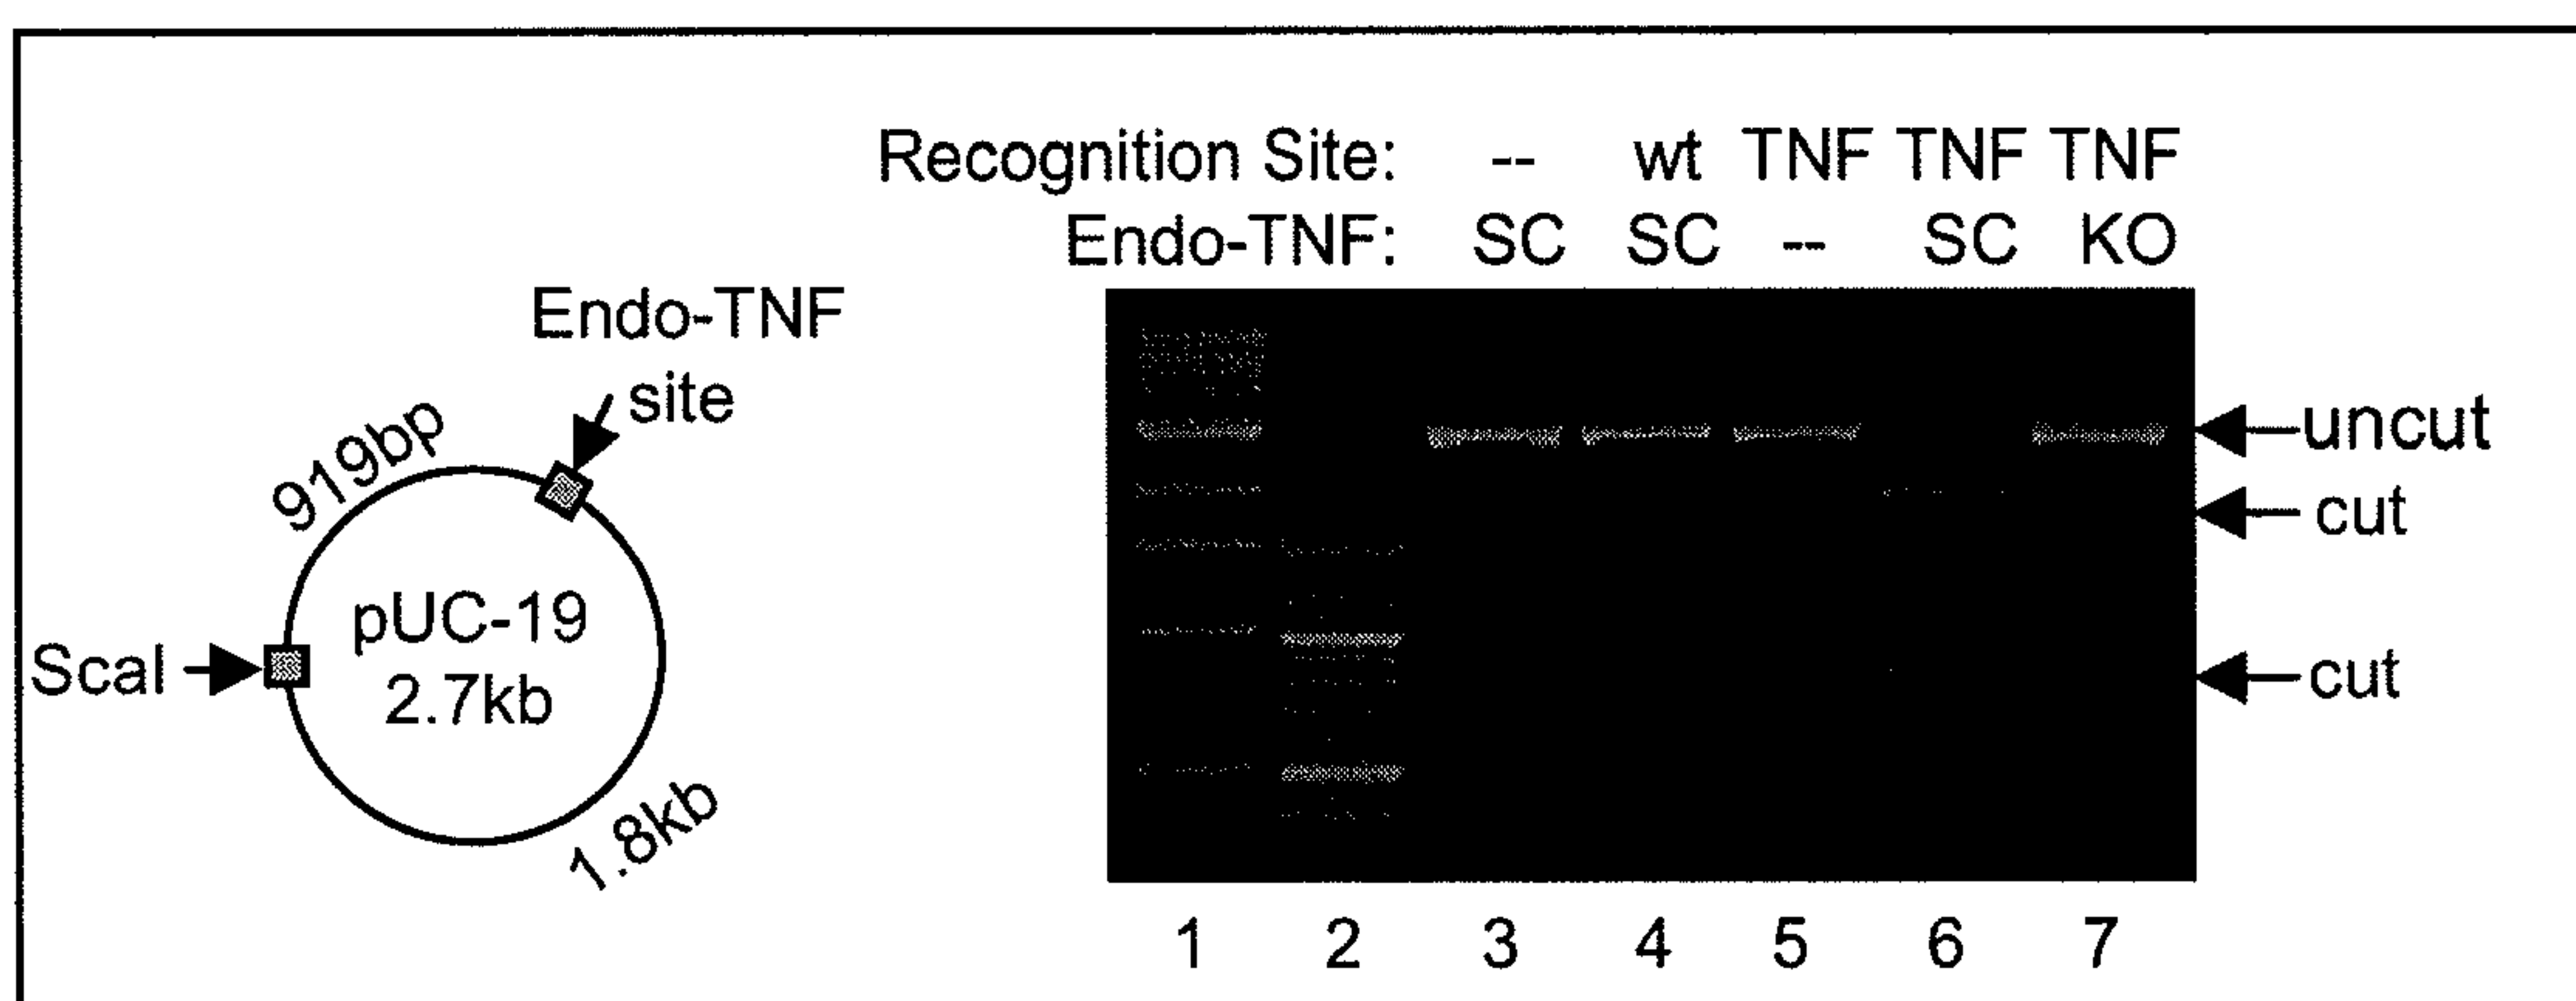 Recognition Site: -- wt TNF TNF TNF
Endo-TNF: SC SC -- SC KO
Endo-TNF
site
919bp
pUC-19
2.7kb
ScaI
1.8kb
uncut
cut
cut
1 2 3 4 5 6 7